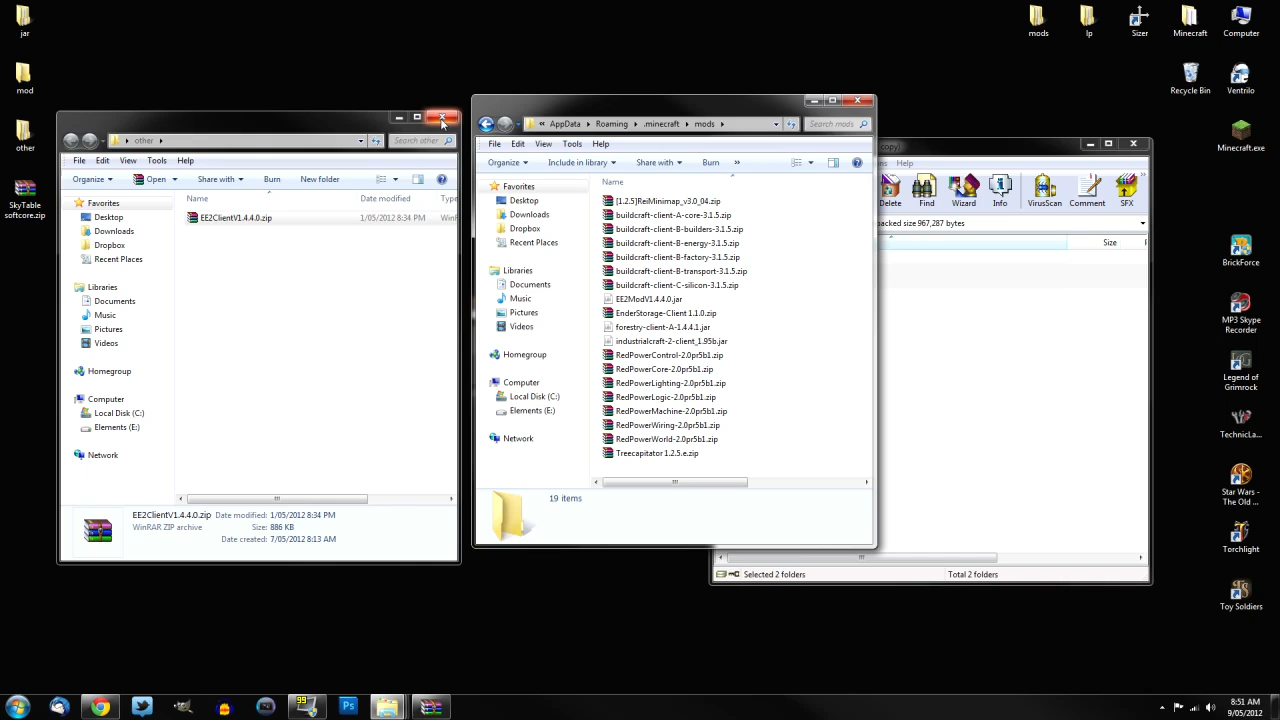 jar
mod
other
SkyTable
softcore.zip
mods
lp
Sizer
Minecraft
Computer
Recycle Bin
Ventrilo
Minecraft.exe
BrickForce
MP3 Skype
Recorder
Legend of
Grimrock
TechnicLa...
Star Wars -
The Old ...
Torchlight
Toy Soldiers
other
Search other
File Edit View Tools Help
Organize Open Share with Burn New folder
Favorites
Desktop
Downloads
Dropbox
Recent Places
Libraries
Documents
Music
Pictures
Videos
Homegroup
Computer
Local Disk (C:)
Elements (E:)
Network
Name Date modified Type
EE2ClientV1.4.4.0.zip 1/05/2012 8:34 PM WinR
EE2ClientV1.4.4.0.zip Date modified: 1/05/2012 8:34 PM
WinRAR ZIP archive Size: 886 KB
Date created: 7/05/2012 8:13 AM
« AppData Roaming .minecraft mods
Search mods
File Edit View Tools Help
Organize Include in library Share with Burn »
Favorites
Desktop
Downloads
Dropbox
Recent Places
Libraries
Documents
Music
Pictures
Videos
Homegroup
Computer
Local Disk (C:)
Elements (E:)
Network
Name
[1.2.5]ReiMinimap_v3.0_04.zip
buildcraft-client-A-core-3.1.5.zip
buildcraft-client-B-builders-3.1.5.zip
buildcraft-client-B-energy-3.1.5.zip
buildcraft-client-B-factory-3.1.5.zip
buildcraft-client-B-transport-3.1.5.zip
buildcraft-client-C-silicon-3.1.5.zip
EE2ModV1.4.4.0.jar
EnderStorage-Client 1.1.0.zip
forestry-client-A-1.4.4.1.jar
industrialcraft-2-client_1.95b.jar
RedPowerControl-2.0pr5b1.zip
RedPowerCore-2.0pr5b1.zip
RedPowerLighting-2.0pr5b1.zip
RedPowerLogic-2.0pr5b1.zip
RedPowerMachine-2.0pr5b1.zip
RedPowerWiring-2.0pr5b1.zip
RedPowerWorld-2.0pr5b1.zip
Treecapitator 1.2.5.e.zip
19 items
copy)
ns Help
Delete Find Wizard Info VirusScan Comment SFX
packed size 967,287 bytes
Size
Selected 2 folders Total 2 folders
99
Ps
8:51 AM
9/05/2012